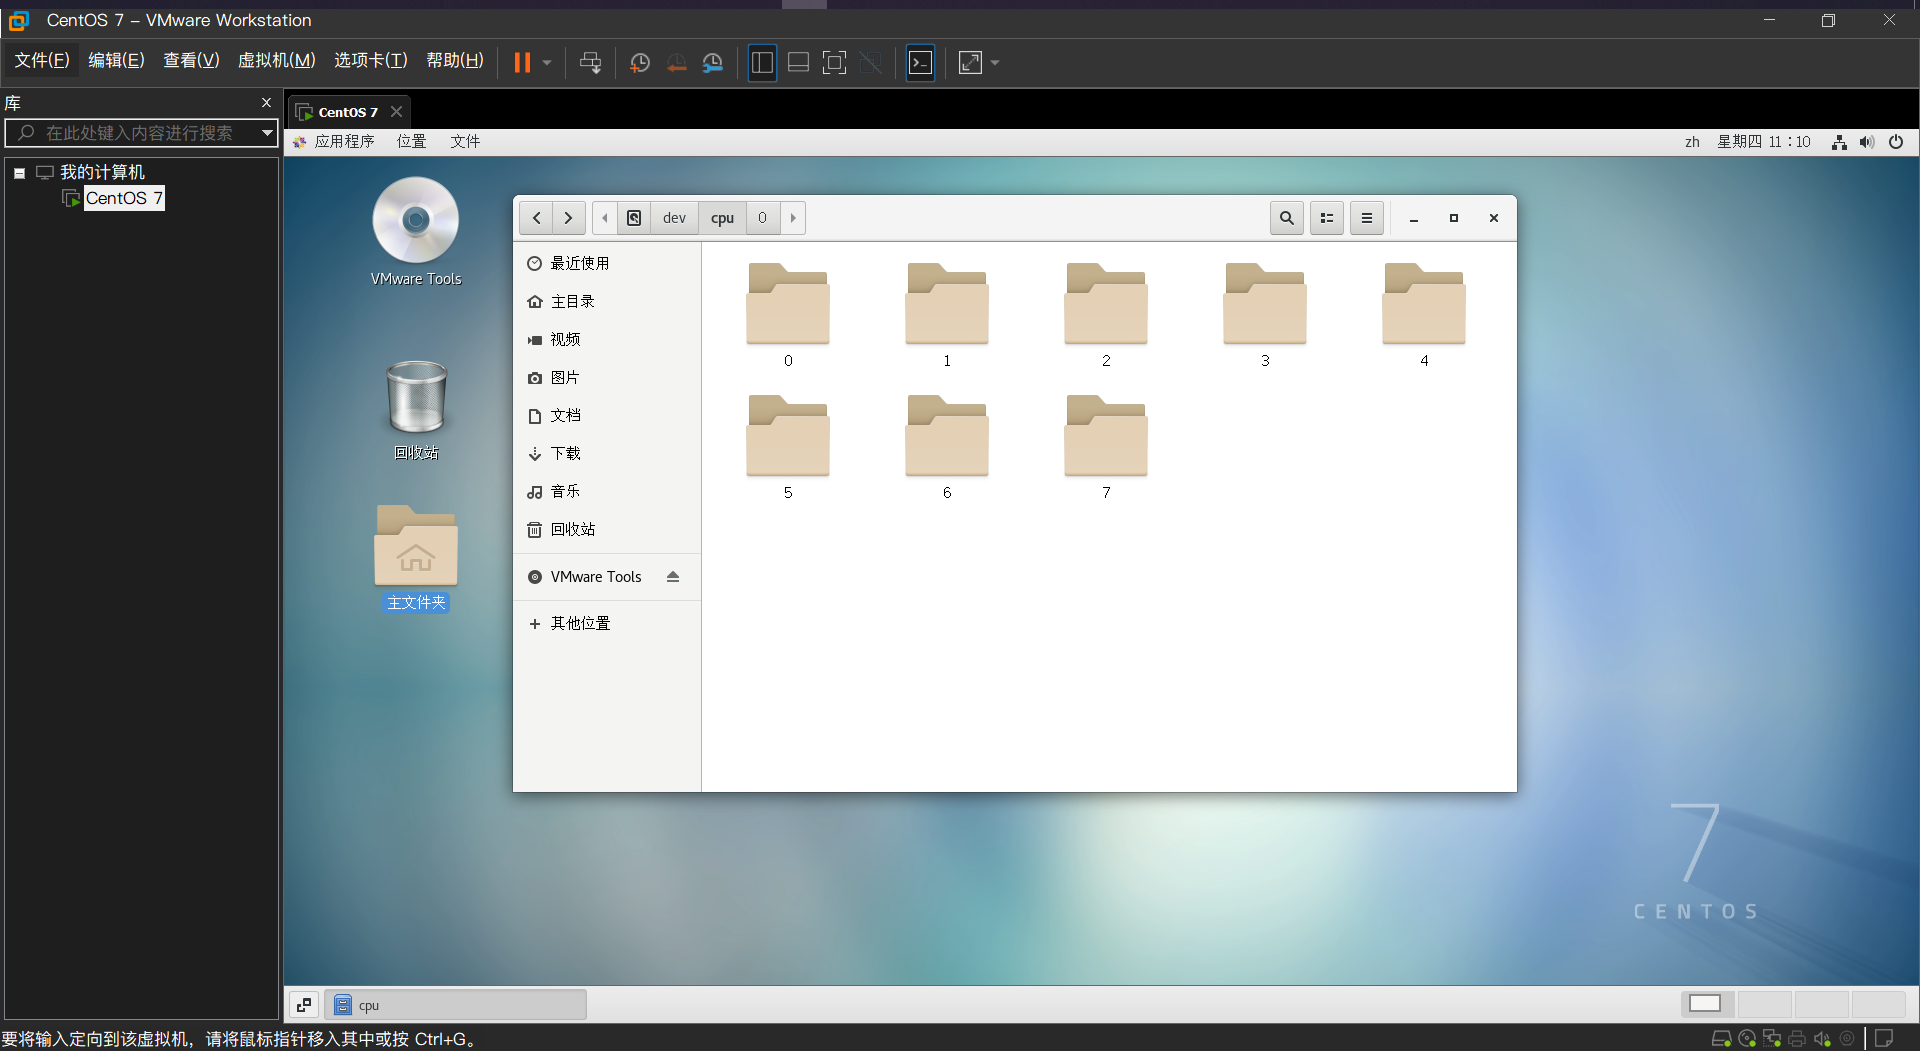 CentOS 7 - VMware Workstation
文件(F) 编辑(E) 查看(V) 虚拟机(M) 选项卡(T) 帮助(H)
库
在此处键入内容进行搜索
我的计算机
CentOS 7
CentOS 7
应用程序 位置 文件
zh 星期四 11：10
VMware Tools
回收站
主文件夹
dev cpu 0
最近使用
主目录
视频
图片
文档
下载
音乐
回收站
VMware Tools
其他位置
0 1 2 3 4
5 6 7
7
CENTOS
cpu
要将输入定向到该虚拟机，请将鼠标指针移入其中或按 Ctrl+G。